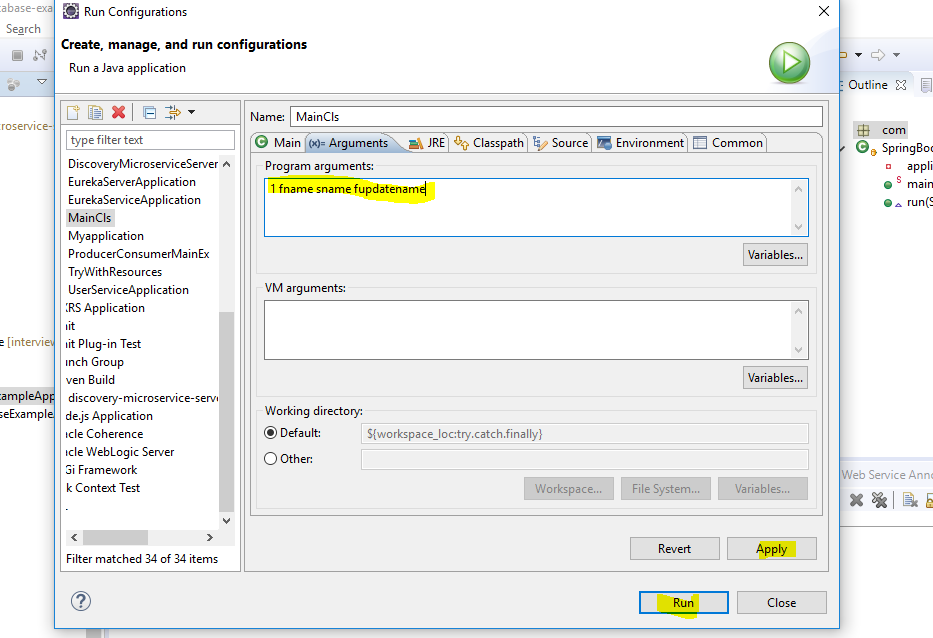 tabase-exa
Run Configurations
Search
Create, manage, and run configurations
Run a Java application
Outline
Name: MainCls
type filter text
croservice-
Main (x)= Arguments JRE Classpath Source Environment Common
com
SpringBoo
appli
S main
run(S
DiscoveryMicroserviceServer
EurekaServerApplication
EurekaServiceApplication
MainCls
Myapplication
ProducerConsumerMainEx
TryWithResources
UserServiceApplication
RS Application
it
it Plug-in Test
nch Group
ven Build
discovery-microservice-serve
de.js Application
cle Coherence
cle WebLogic Server
Gi Framework
k Context Test
Filter matched 34 of 34 items
e [interview
ampleApp
seExample.
Program arguments:
1 fname sname fupdatename
Variables...
VM arguments:
Variables...
Working directory:
Default:
${workspace_loc:try.catch.finally}
Other:
Workspace... File System... Variables...
Revert Apply
Web Service Anno
? Run Close